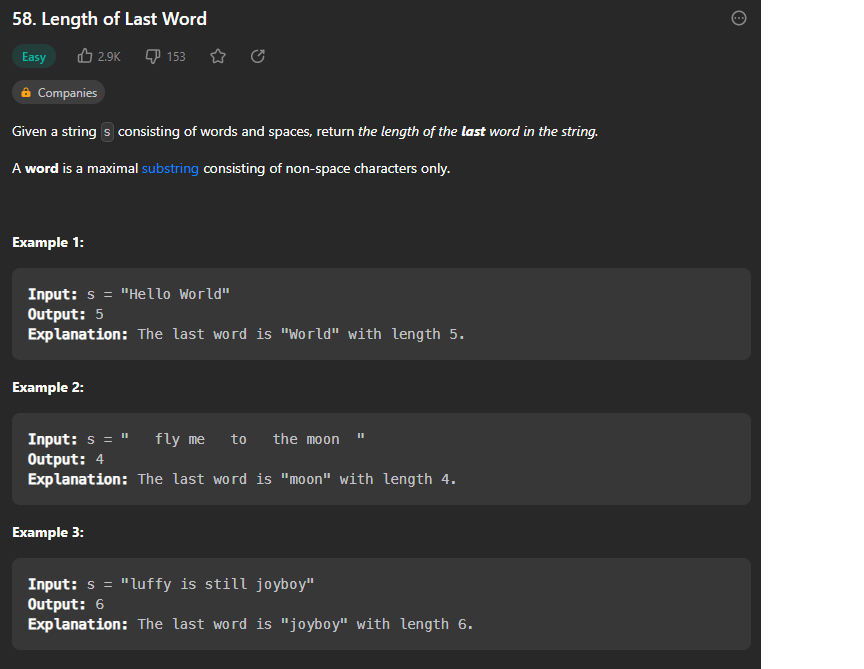 58. Length of Last Word
Easy 2.9K 153
Companies
Given a string s consisting of words and spaces, return the length of the last word in the string.
A word is a maximal substring consisting of non-space characters only.
Example 1:
Input: s = "Hello World"
Output: 5
Explanation: The last word is "World" with length 5.
Example 2:
Input: s = "   fly me   to   the moon  "
Output: 4
Explanation: The last word is "moon" with length 4.
Example 3:
Input: s = "luffy is still joyboy"
Output: 6
Explanation: The last word is "joyboy" with length 6.